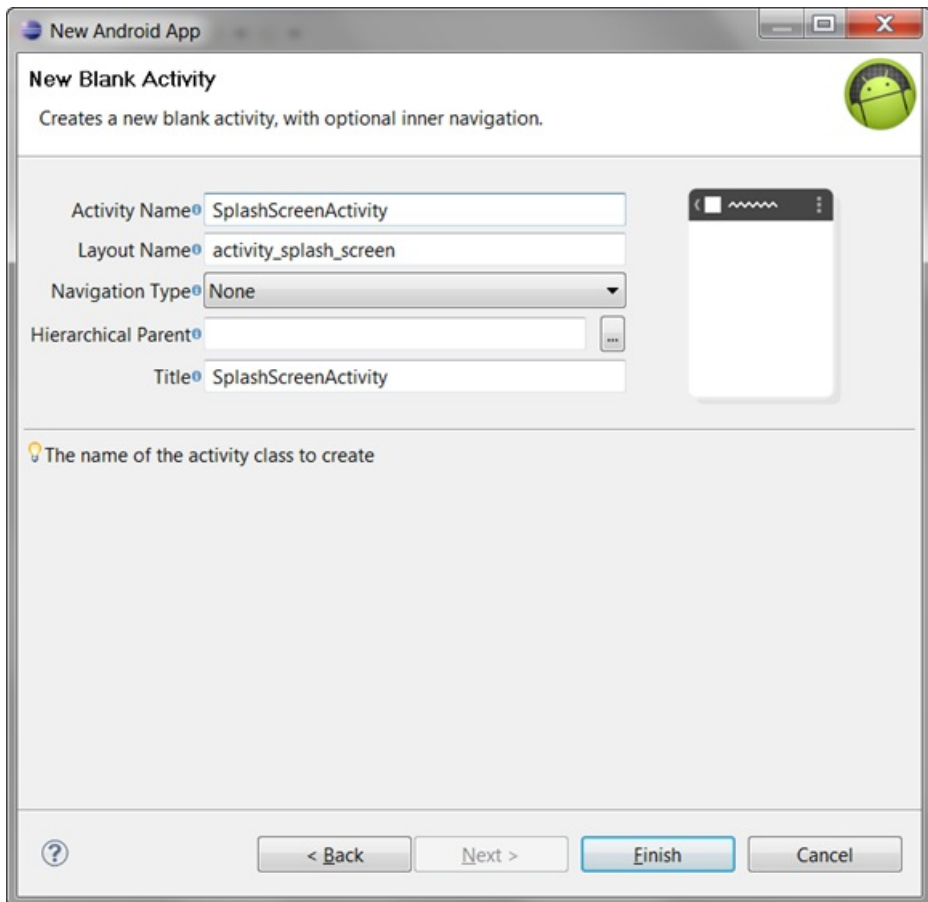 New Android App
New Blank Activity
Creates a new blank activity, with optional inner navigation.
Activity Name SplashScreenActivity
Layout Name activity_splash_screen
Navigation Type None
Hierarchical Parent ...
Title SplashScreenActivity
The name of the activity class to create
? < Back Next > Finish Cancel